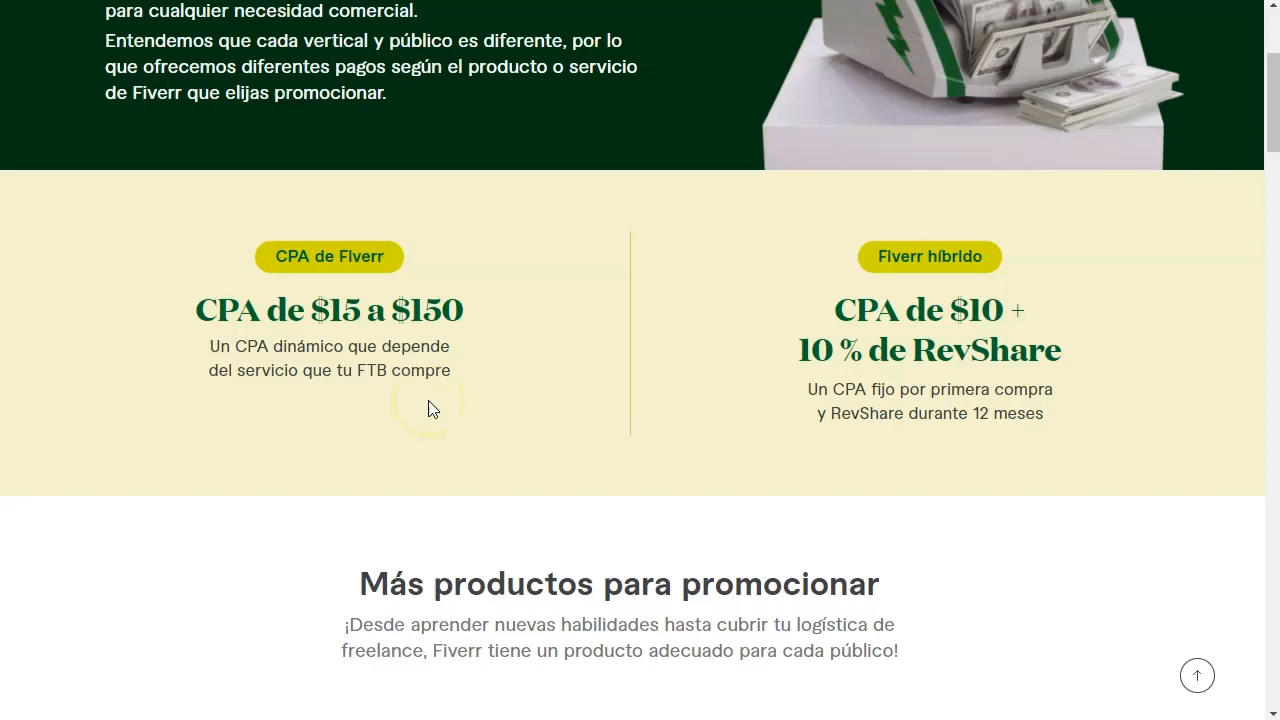 para cualquier necesidad comercial.
Entendemos que cada vertical y público es diferente, por lo
que ofrecemos diferentes pagos según el producto o servicio
de Fiverr que elijas promocionar.
CPA de Fiverr
CPA de $15 a $150
Un CPA dinámico que depende
del servicio que tu FTB compre
Fiverr híbrido
CPA de $10 +
10 % de RevShare
Un CPA fijo por primera compra
y RevShare durante 12 meses
Más productos para promocionar
¡Desde aprender nuevas habilidades hasta cubrir tu logística de
freelance, Fiverr tiene un producto adecuado para cada público!